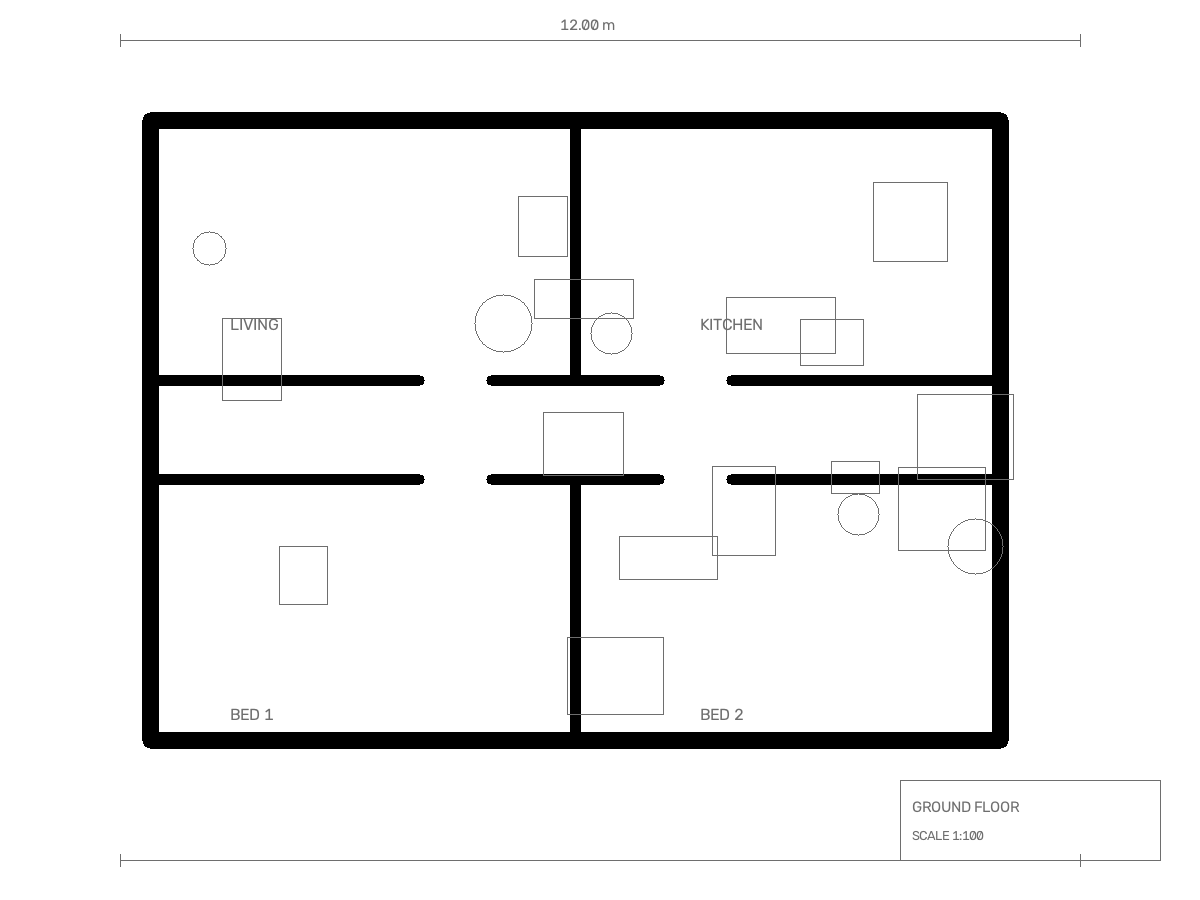 12.00 m
LIVING
KITCHEN
BED 1
BED 2
GROUND FLOOR
SCALE 1:100